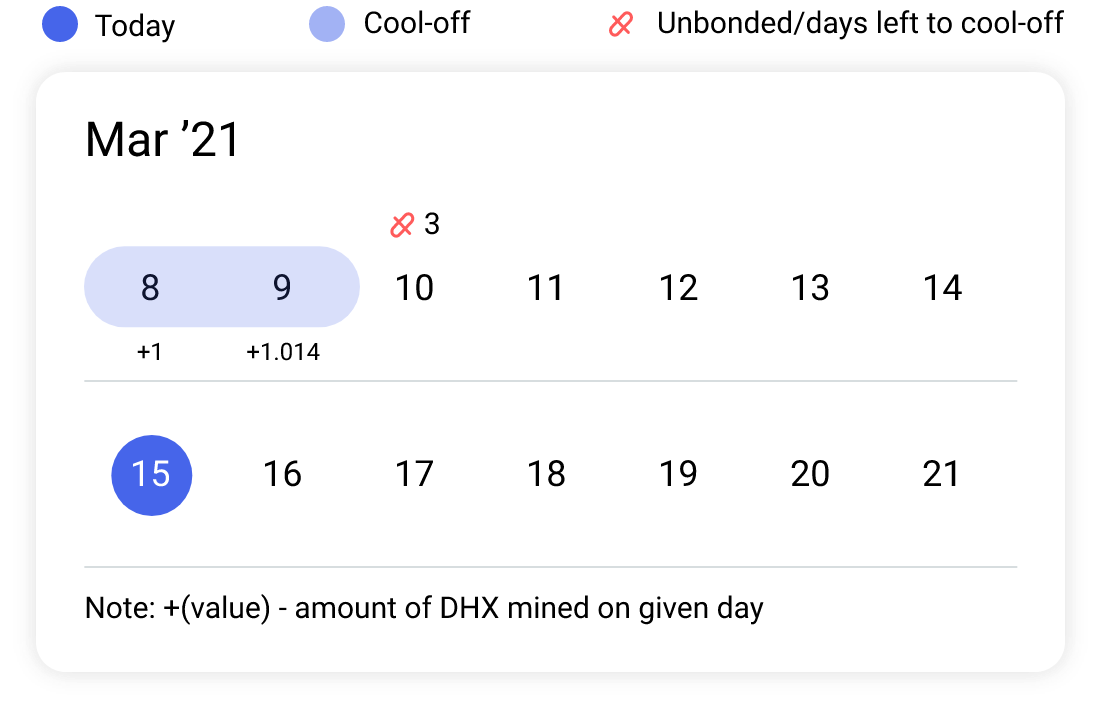 Today Cool-off Unbonded/days left to cool-off
Mar ’21
3
8 9 10 11 12 13 14
+1 +1.014
15 16 17 18 19 20 21
Note: +(value) - amount of DHX mined on given day